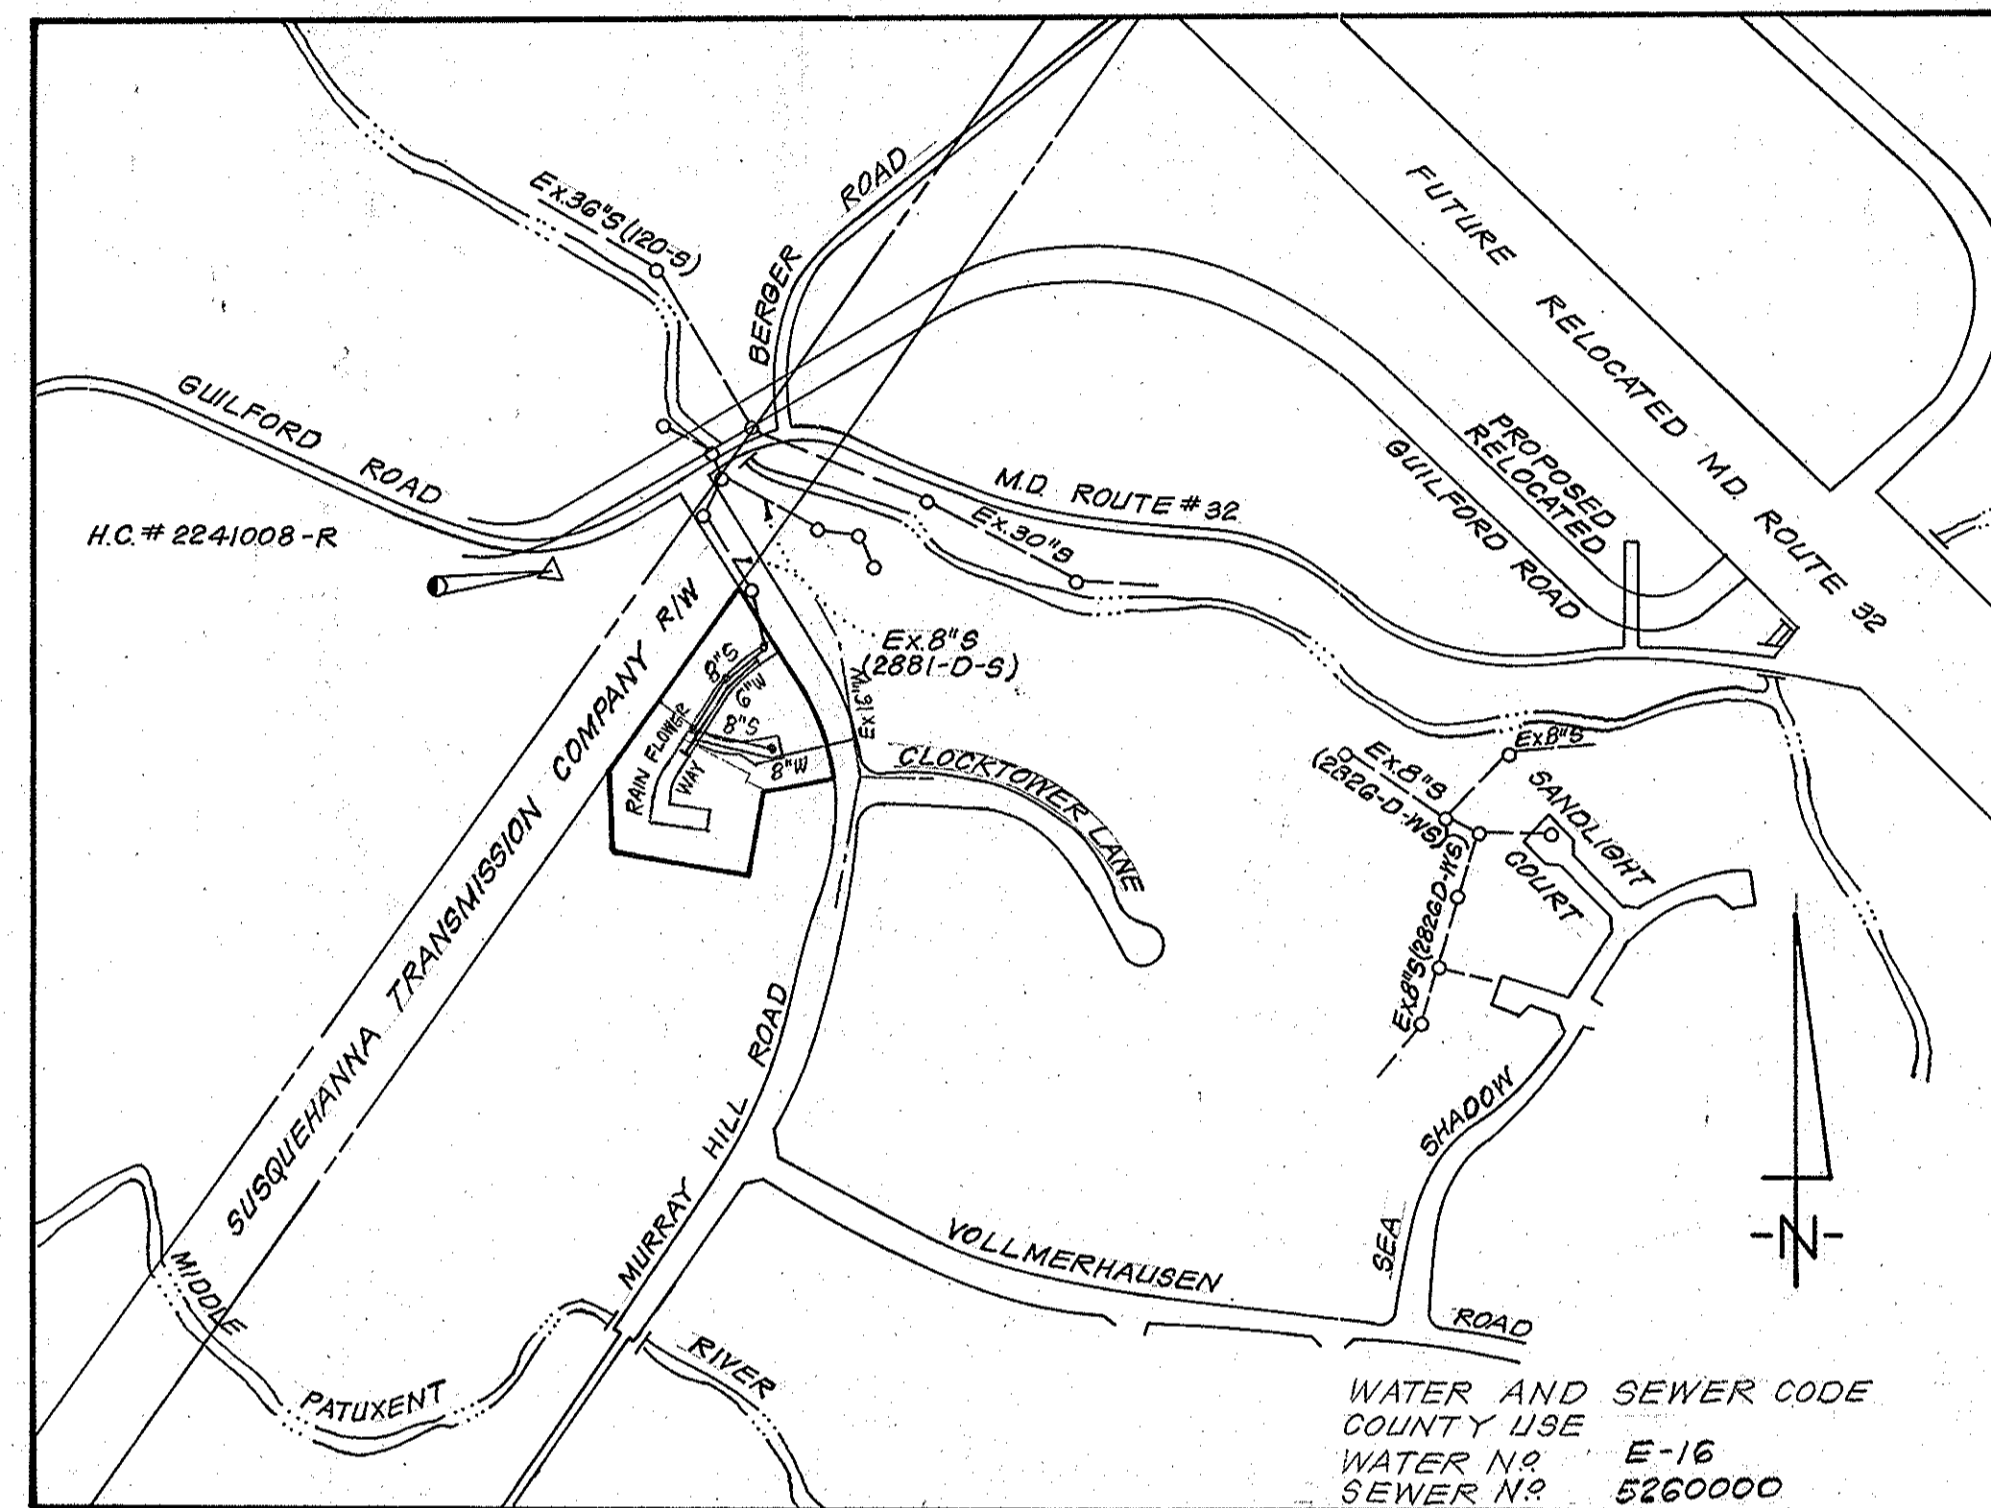 Ex.36"S (120-S)
BERGER ROAD
FUTURE RELOCATED M.D. ROUTE 32
GUILFORD ROAD
H.C.# 2241008-R
M.D. ROUTE #32
Ex.30"S
PROPOSED
RELOCATED
GUILFORD ROAD
Ex.8"S
(2881-D-S)
8"S
6"W
8"S
8"W
Ex16"W
RAIN FLOWER
WAY
CLOCKTOWER LANE
Ex8"S
Ex.8"S
(2826-D-WS)
SANDLIGHT
COURT
Ex.8"S(2826D-WS)
SUSQUEHANNA TRANSMISSION COMPANY R/W
MURRAY HILL ROAD
SEA SHADOW
-N-
VOLLMERHAUSEN ROAD
MIDDLE
PATUXENT
RIVER
WATER AND SEWER CODE
COUNTY USE
WATER No. E-16
SEWER No. 5260000